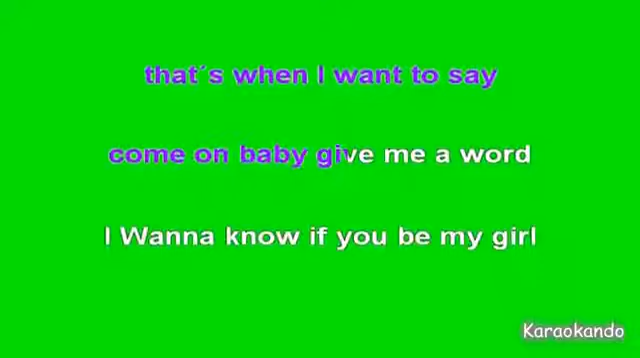 that´s when I want to say
come on baby give me a word
I Wanna know if you be my girl
Karaokando